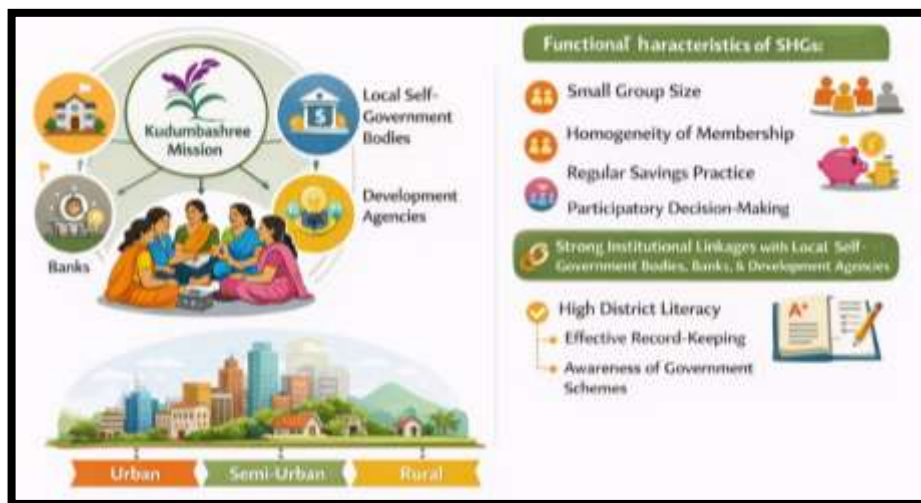 Kudumbashree
Mission
Local Self-
Government
Bodies
Development
Agencies
Banks
Urban
Semi-Urban
Rural
Functional haracteristics of SHGs:
Small Group Size
Homogeneity of Membership
Regular Savings Practice
Participatory Decision-Making
Strong Institutional Linkages with Local Self-
Government Bodies, Banks, & Development Agencies
High District Literacy
Effective Record-Keeping
Awareness of Government
Schemes
A+
$